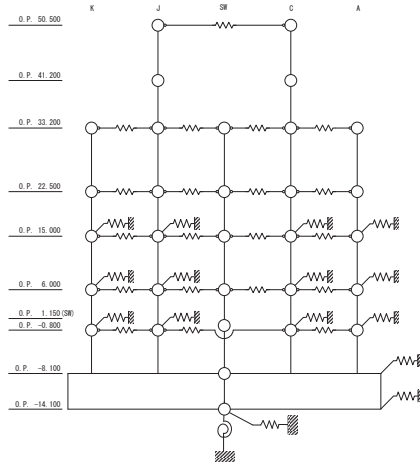 K J SW C A
O.P. 50.500
O.P. 41.200
O.P. 33.200
O.P. 22.500
O.P. 15.000
O.P. 6.000
O.P. 1.150(SW)
O.P. -0.800
O.P. -8.100
O.P. -14.100